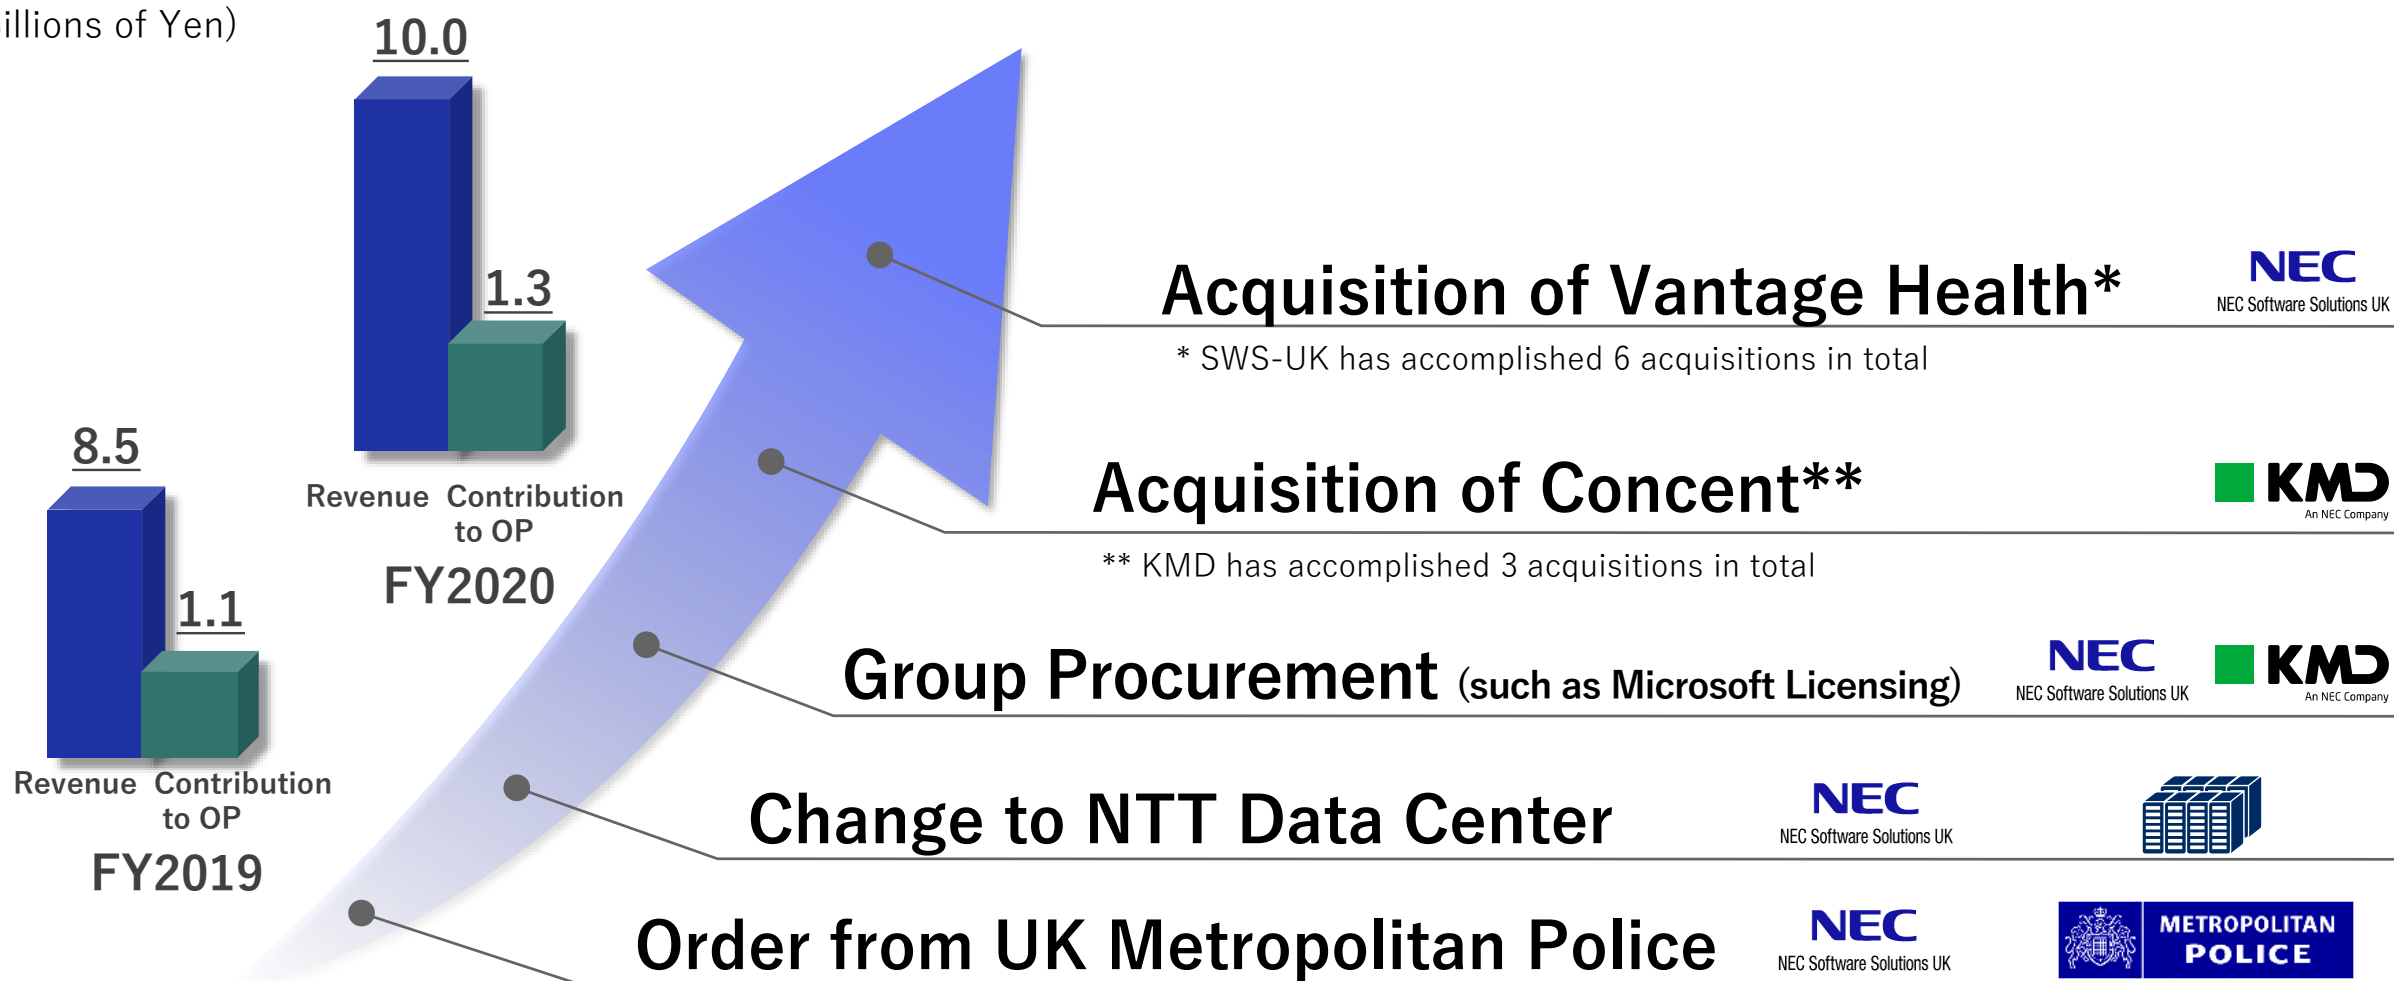 illions of Yen)
10.0
1.3
Revenue Contribution
to OP
FY2020
8.5
1.1
Revenue Contribution
to OP
FY2019
Acquisition of Vantage Health*
NEC
NEC Software Solutions UK
* SWS-UK has accomplished 6 acquisitions in total
Acquisition of Concent**
KMD
An NEC Company
** KMD has accomplished 3 acquisitions in total
Group Procurement (such as Microsoft Licensing)
NEC
NEC Software Solutions UK
KMD
An NEC Company
Change to NTT Data Center
NEC
NEC Software Solutions UK
Order from UK Metropolitan Police
NEC
NEC Software Solutions UK
METROPOLITAN
POLICE